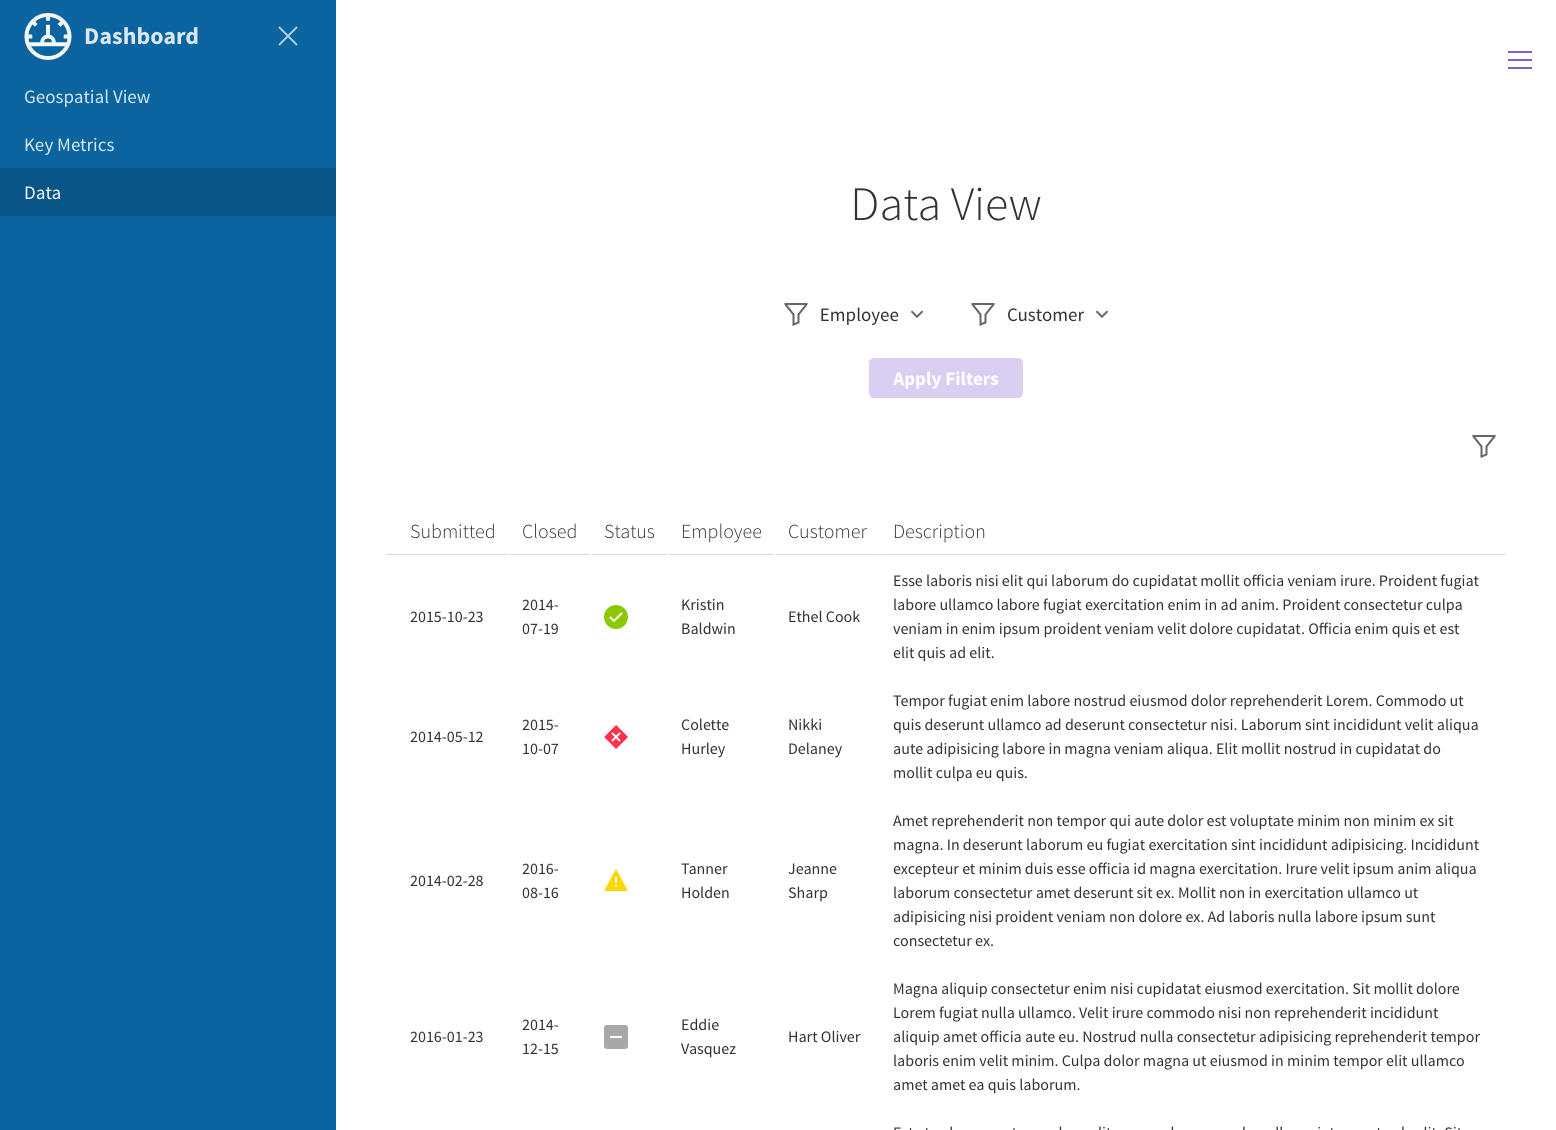 Dashboard
Geospatial View
Key Metrics
Data
Data View
Employee
Customer
Apply Filters
Submitted Closed Status Employee Customer Description
2015-10-23
2014-
07-19
Kristin
Baldwin
Ethel Cook
Esse laboris nisi elit qui laborum do cupidatat mollit officia veniam irure. Proident fugiat
labore ullamco labore fugiat exercitation enim in ad anim. Proident consectetur culpa
veniam in enim ipsum proident veniam velit dolore cupidatat. Officia enim quis et est
elit quis ad elit.
2014-05-12
2015-
10-07
Colette
Hurley
Nikki
Delaney
Tempor fugiat enim labore nostrud eiusmod dolor reprehenderit Lorem. Commodo ut
quis deserunt ullamco ad deserunt consectetur nisi. Laborum sint incididunt velit aliqua
aute adipisicing labore in magna veniam aliqua. Elit mollit nostrud in cupidatat do
mollit culpa eu quis.
2014-02-28
2016-
08-16
Tanner
Holden
Jeanne
Sharp
Amet reprehenderit non tempor qui aute dolor est voluptate minim non minim ex sit
magna. In deserunt laborum eu fugiat exercitation sint incididunt adipisicing. Incididunt
excepteur et minim duis esse officia id magna exercitation. Irure velit ipsum anim aliqua
laborum consectetur amet deserunt sit ex. Mollit non in exercitation ullamco ut
adipisicing nisi proident veniam non dolore ex. Ad laboris nulla labore ipsum sunt
consectetur ex.
2016-01-23
2014-
12-15
Eddie
Vasquez
Hart Oliver
Magna aliquip consectetur enim nisi cupidatat eiusmod exercitation. Sit mollit dolore
Lorem fugiat nulla ullamco. Velit irure commodo nisi non reprehenderit incididunt
aliquip amet officia aute eu. Nostrud nulla consectetur adipisicing reprehenderit tempor
laboris enim velit minim. Culpa dolor magna ut eiusmod in minim tempor elit ullamco
amet amet ea quis laborum.